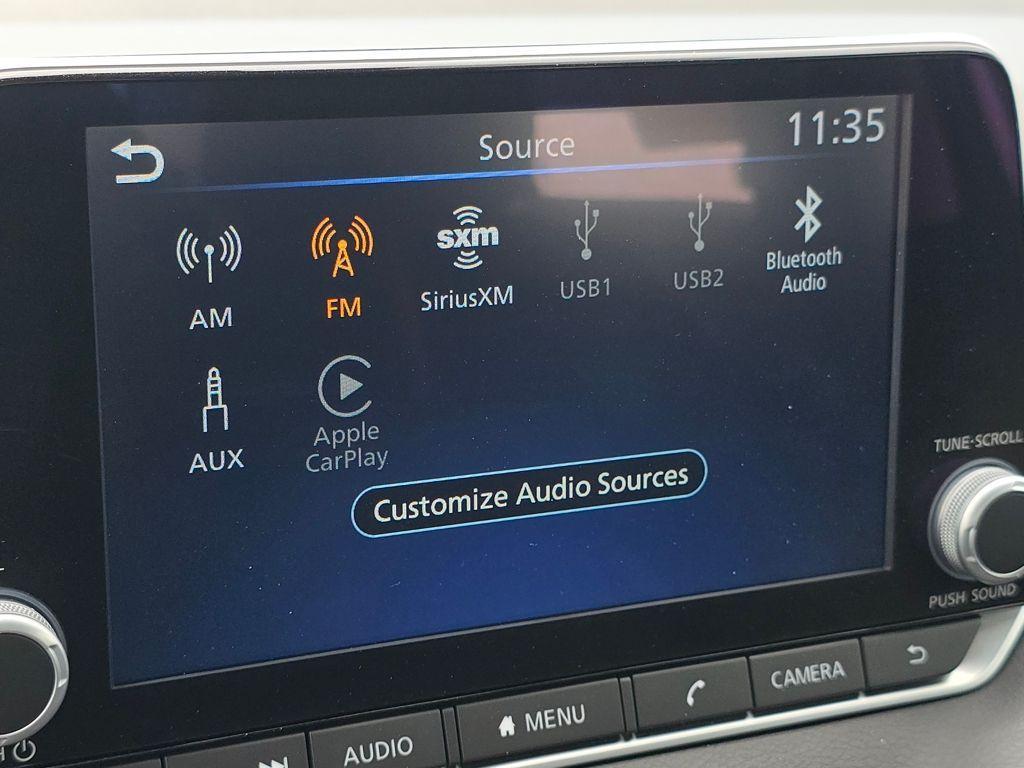 Source
11:35
AM
FM
sxm
SiriusXM
USB1
USB2
Bluetooth
Audio
AUX
Apple
CarPlay
Customize Audio Sources
TUNE·SCROLL
PUSH SOUND
AUDIO
MENU
CAMERA